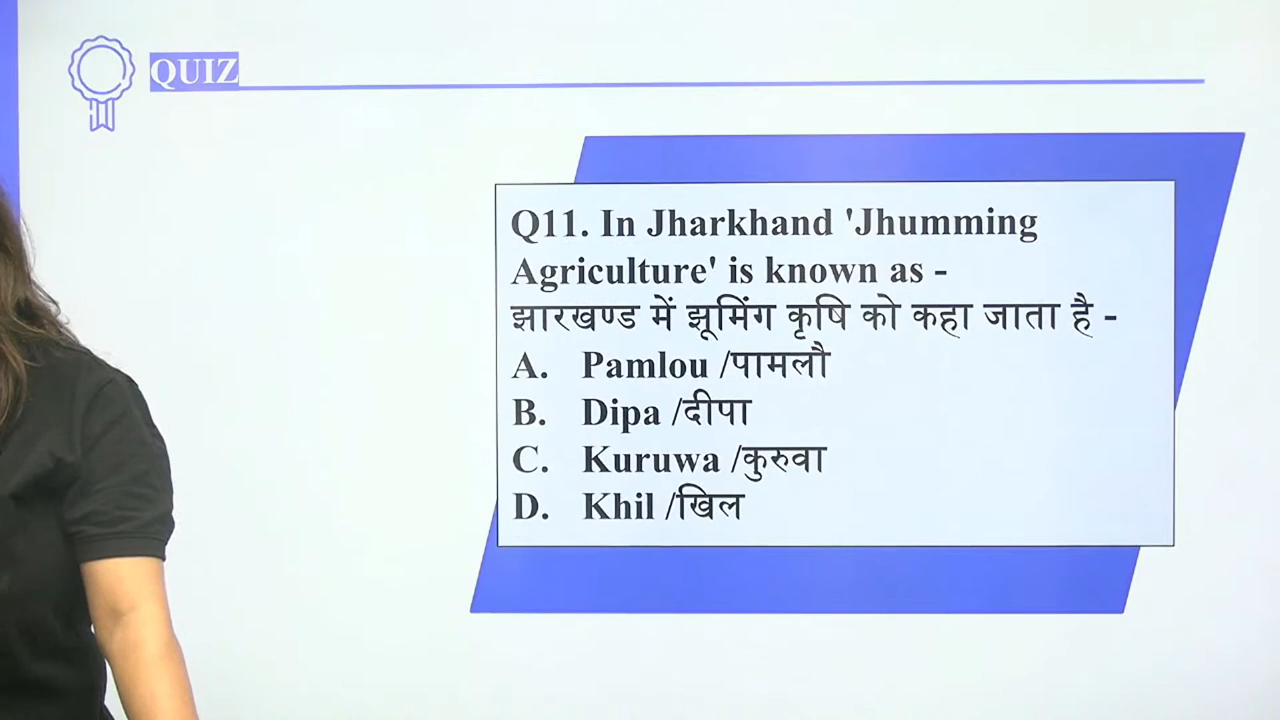 QUIZ
Q11. In Jharkhand 'Jhumming
Agriculture' is known as -
झारखण्ड में झूमिंग कृषि को कहा जाता है -
A. Pamlou /पामलौ
B. Dipa /दीपा
C. Kuruwa /कुरुवा
D. Khil /खिल